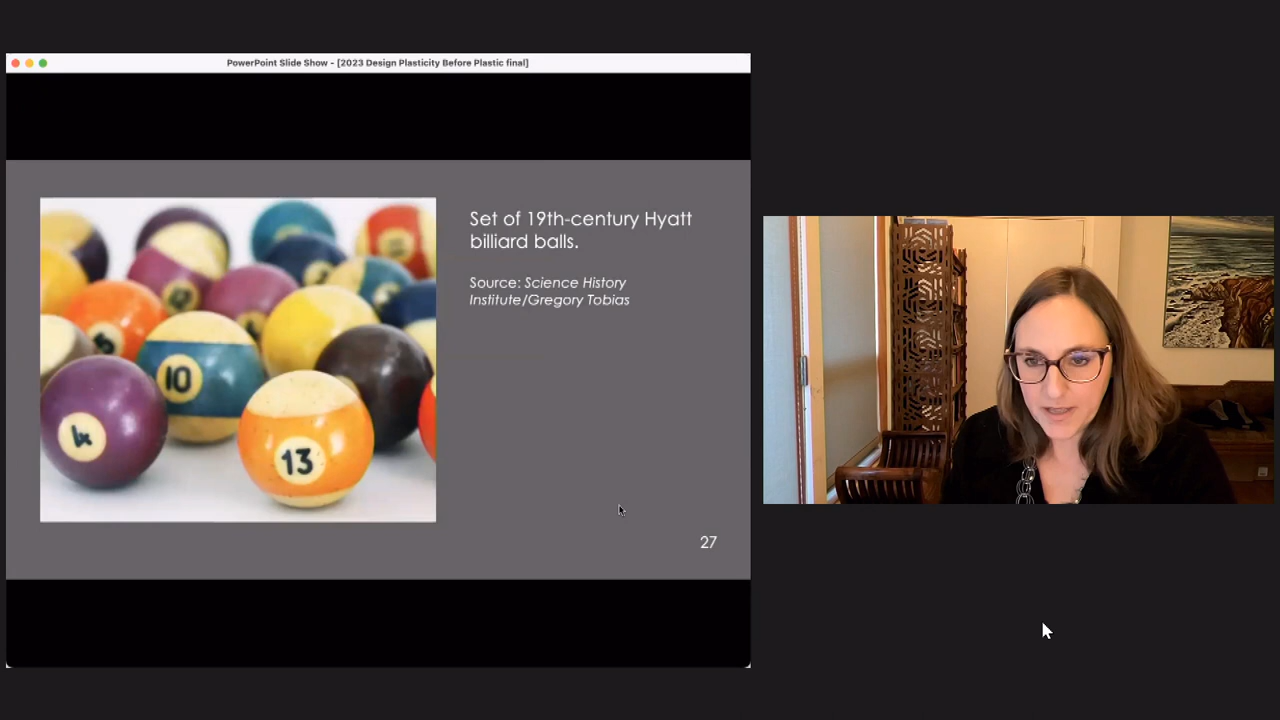 PowerPoint Slide Show - [2023 Design Plasticity Before Plastic final]
Set of 19th-century Hyatt
billiard balls.
Source: Science History
Institute/Gregory Tobias
10
4
13
27